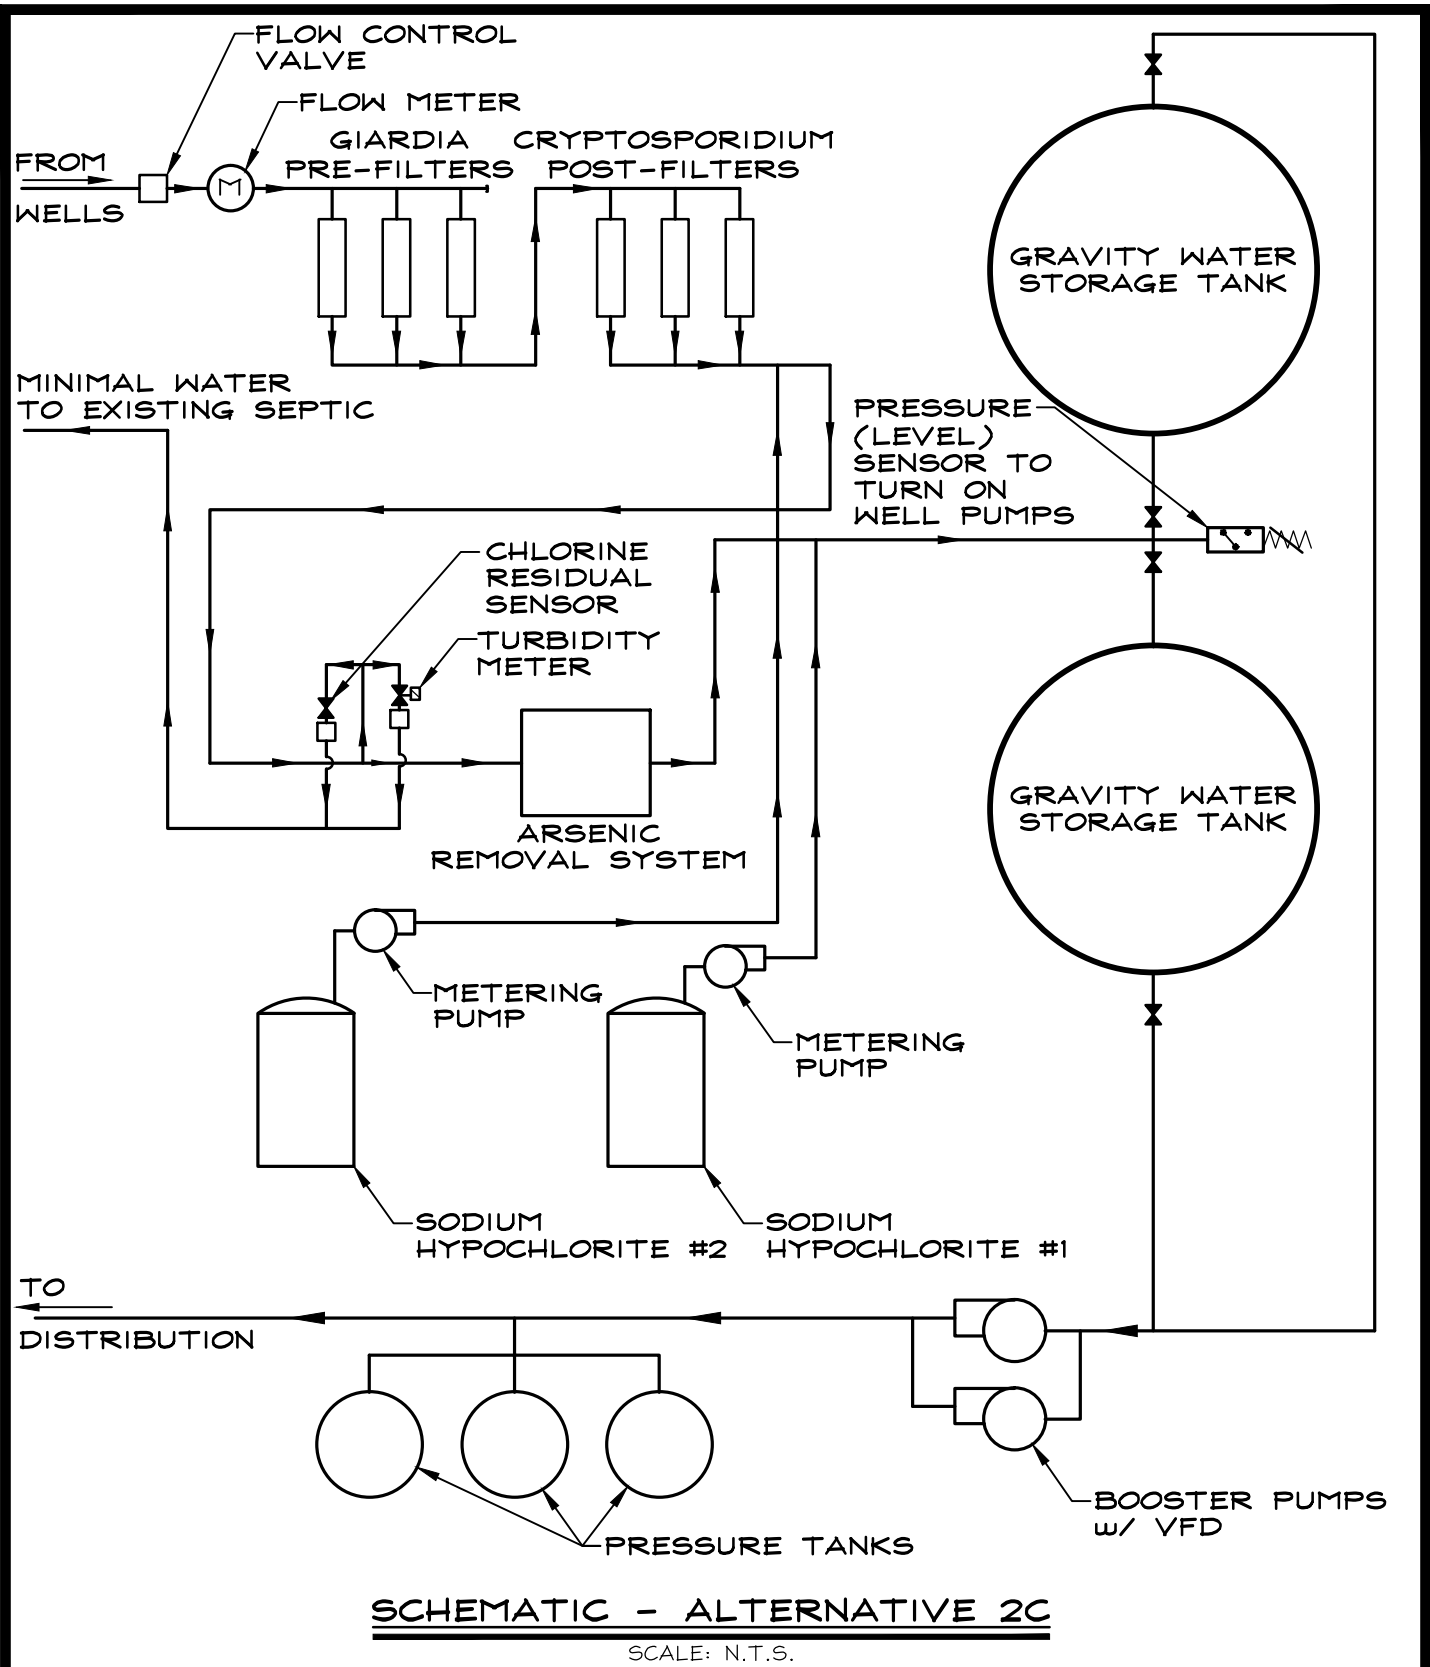 FLOW CONTROL
VALVE
FLOW METER
GIARDIA
PRE-FILTERS
CRYPTOSPORIDIUM
POST-FILTERS
FROM
WELLS
M
GRAVITY WATER
STORAGE TANK
MINIMAL WATER
TO EXISTING SEPTIC
PRESSURE
(LEVEL)
SENSOR TO
TURN ON
WELL PUMPS
CHLORINE
RESIDUAL
SENSOR
TURBIDITY
METER
GRAVITY WATER
STORAGE TANK
ARSENIC
REMOVAL SYSTEM
METERING
PUMP
METERING
PUMP
SODIUM
HYPOCHLORITE #2
SODIUM
HYPOCHLORITE #1
TO
DISTRIBUTION
BOOSTER PUMPS
w/ VFD
PRESSURE TANKS
SCHEMATIC - ALTERNATIVE 2C
SCALE: N.T.S.